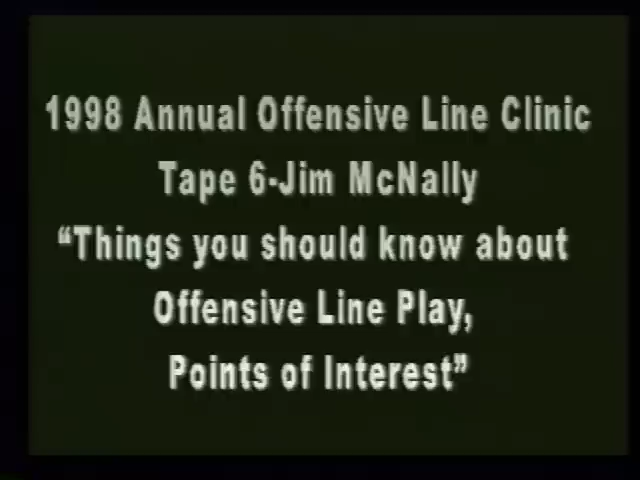 1998 Annual Offensive Line Clinic
Tape 6-Jim McNally
“Things you should know about
Offensive Line Play,
Points of Interest”